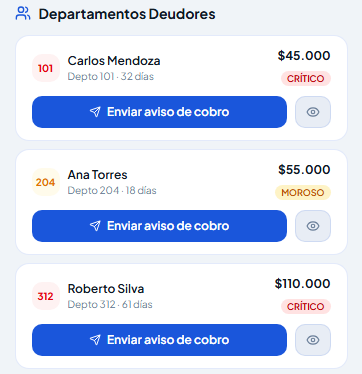 Departamentos Deudores
101 Carlos Mendoza $45.000
Depto 101 · 32 días CRÍTICO
Enviar aviso de cobro
204 Ana Torres $55.000
Depto 204 · 18 días MOROSO
Enviar aviso de cobro
312 Roberto Silva $110.000
Depto 312 · 61 días CRÍTICO
Enviar aviso de cobro